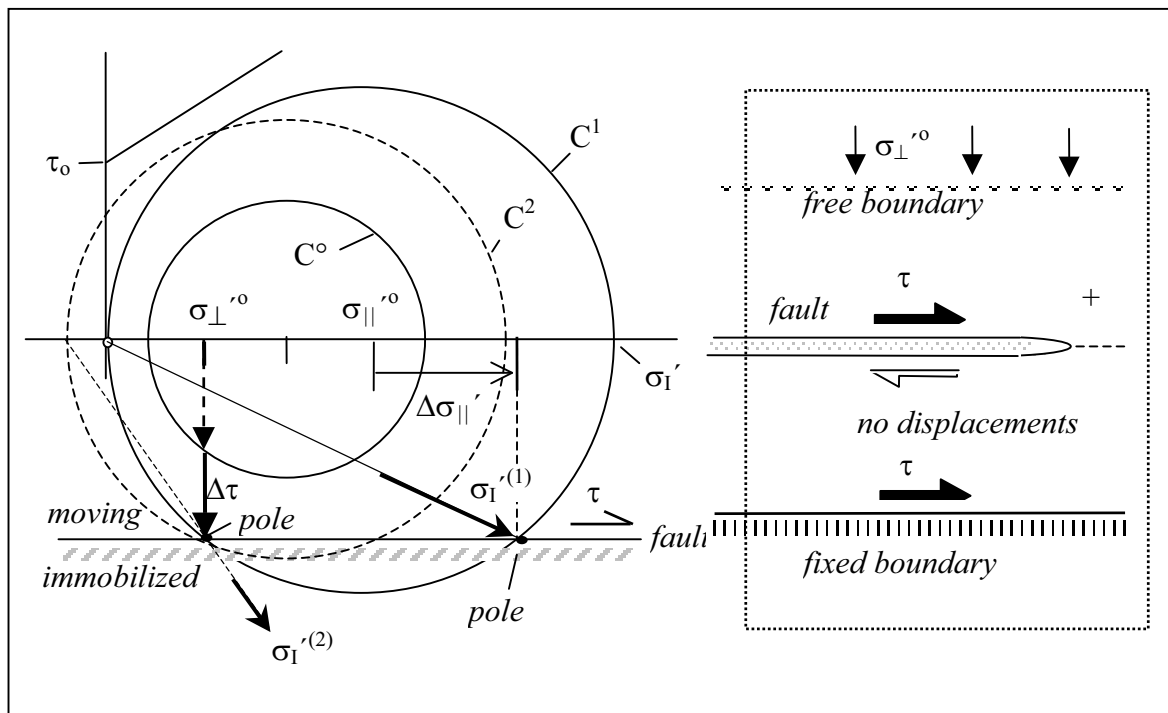 τₒ
C¹
C²
C°
σ⊥′ᵒ
σ||′ᵒ
σI′
Δσ||′
Δτ
σI′⁽¹⁾
τ
moving
pole
fault
immobilized
pole
σI′⁽²⁾
σ⊥′ᵒ
free boundary
τ
fault
+
no displacements
τ
fixed boundary